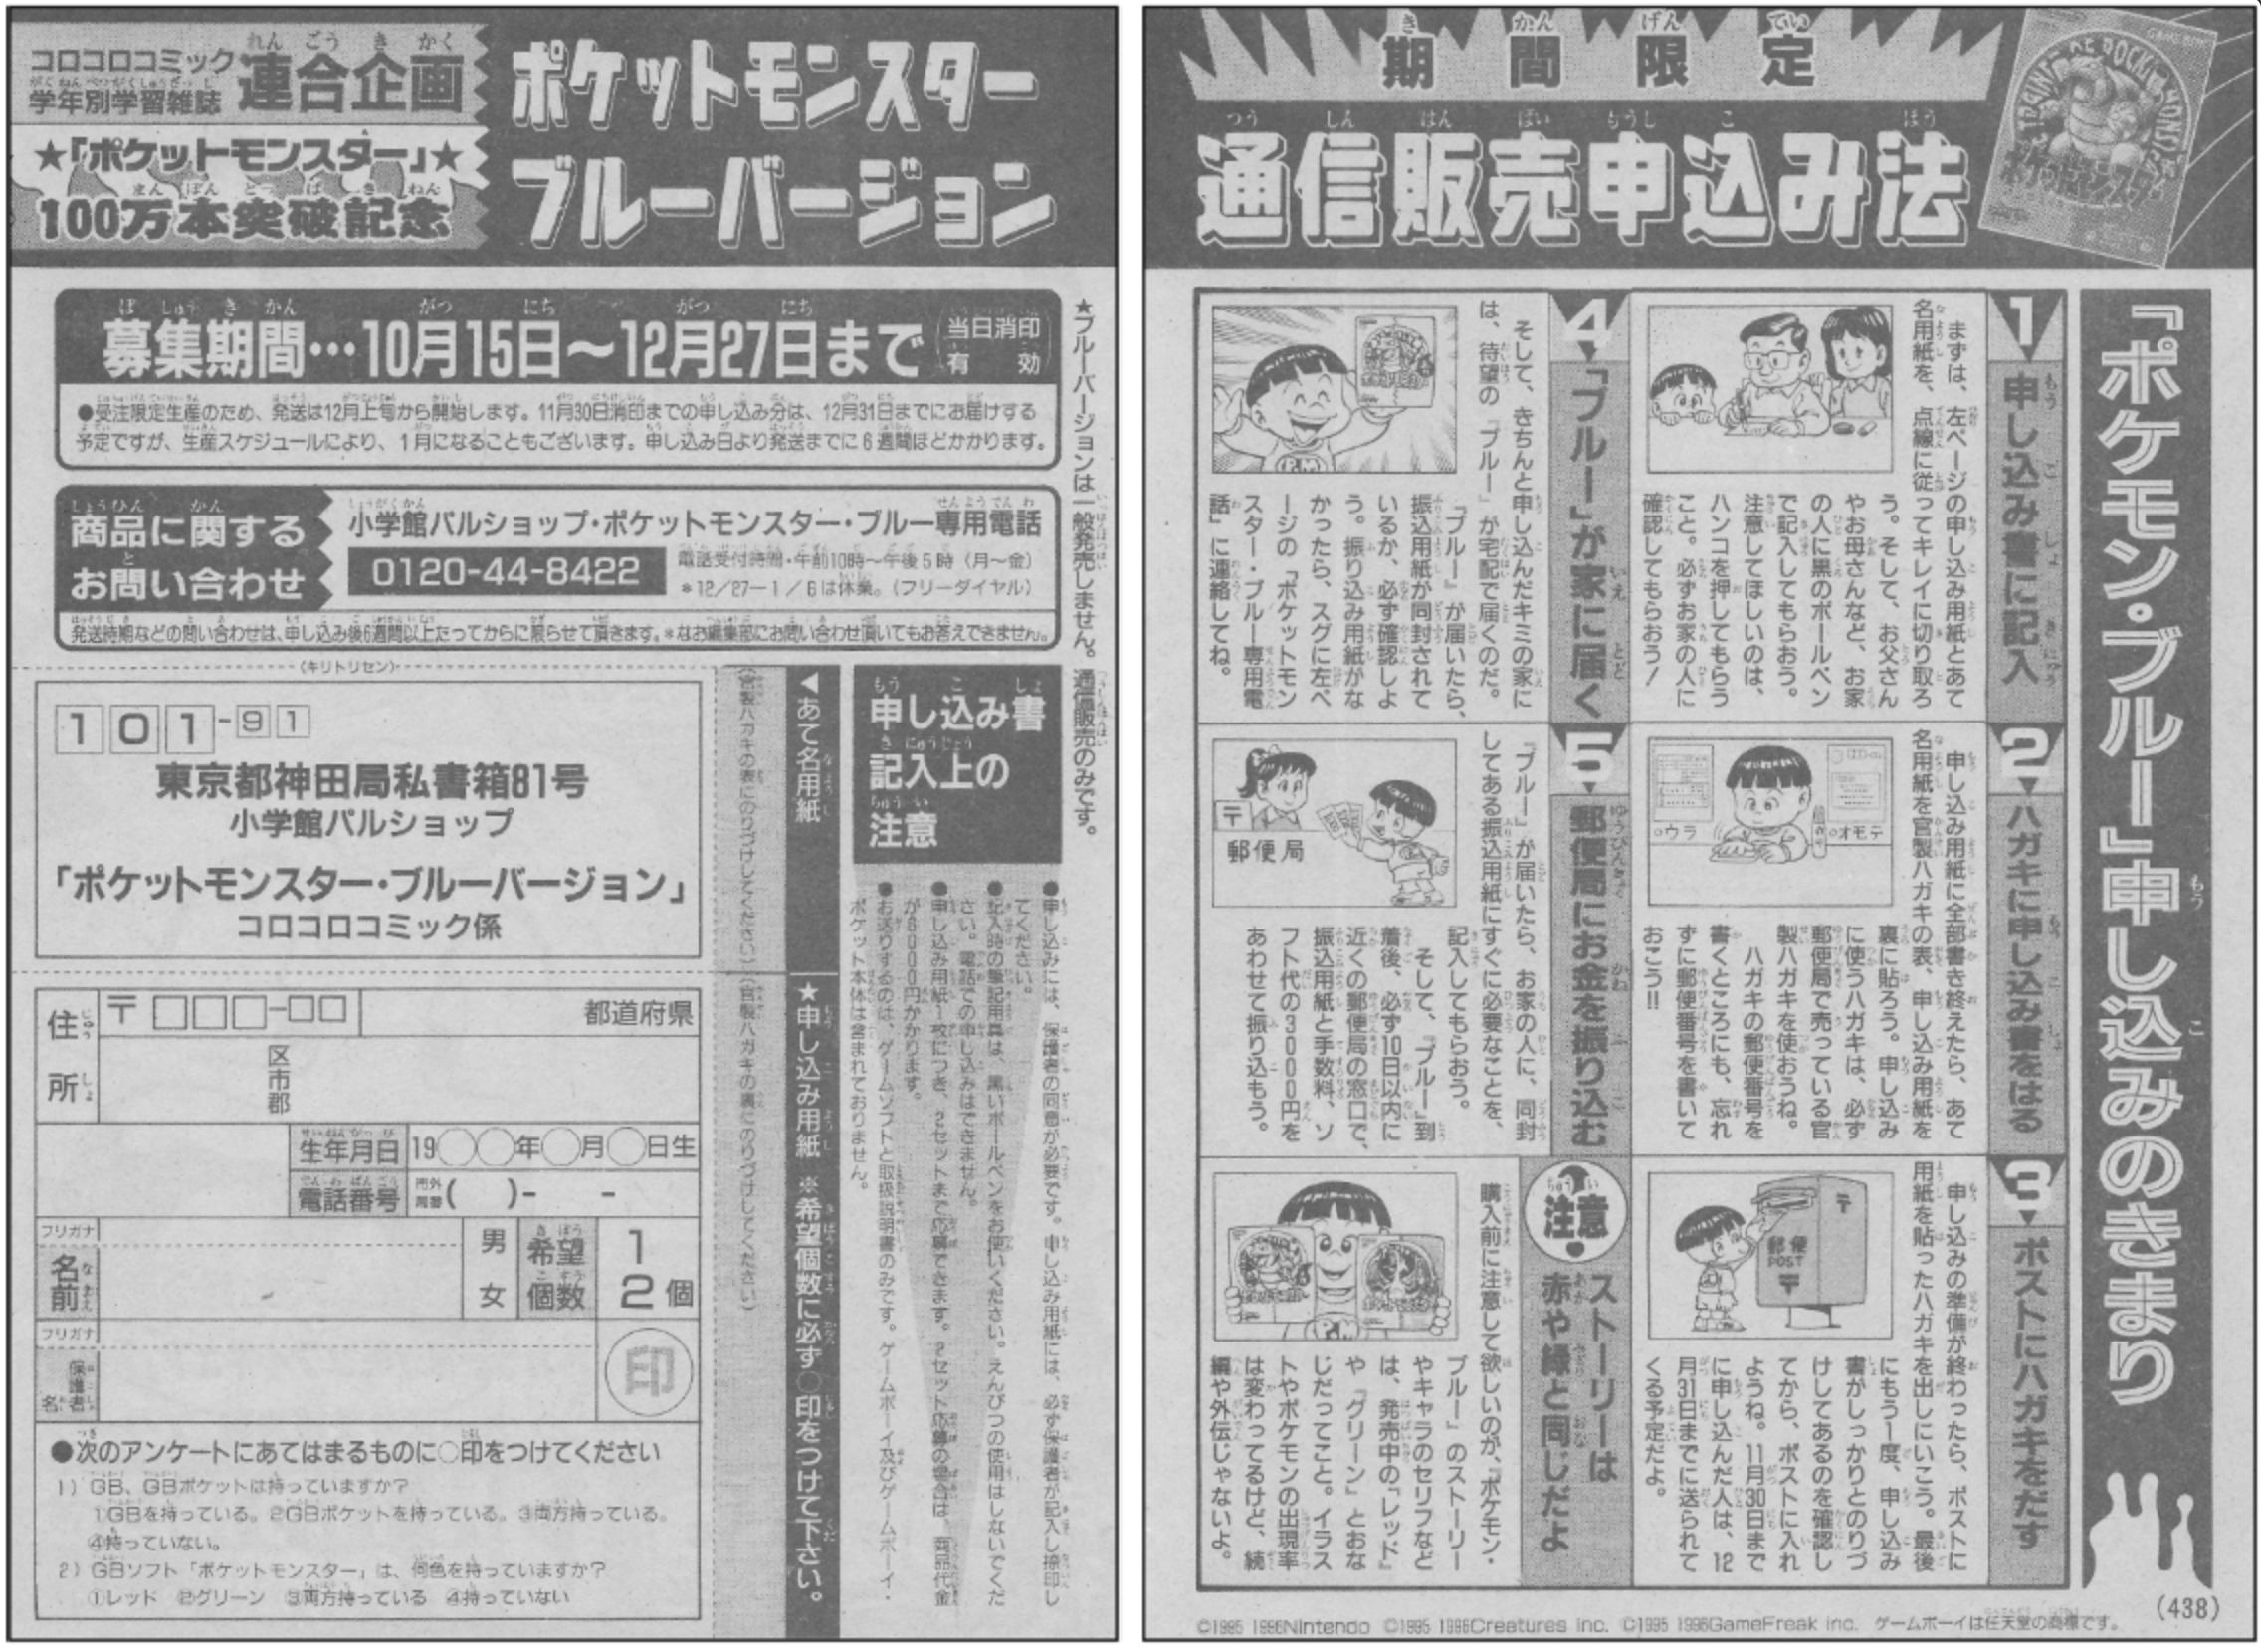 コロコロコミック
学年別学習雑誌
連合企画
★「ポケットモンスター」★
100万本突破記念
ポケットモンスター
ブルーバージョン
募集期間…10月15日〜12月27日まで
当日消印
有効
●受注限定生産のため、発送は12月上旬から開始します。11月30日消印までの申し込み分は、12月31日までにお届けする
予定ですが、生産スケジュールにより、1月になることもございます。申し込み日より発送までに6週間ほどかかります。
★ブルーバージョンは一般発売しません。通信販売のみです。
商品に関する
お問い合わせ
小学館パルショップ・ポケットモンスター・ブルー専用電話
0120-44-8422
電話受付時間・午前10時〜午後5時（月〜金）
＊12/27－1/6は休業。（フリーダイヤル）
発送時期などの問い合わせは、申し込み後6週間以上たってからに限らせて頂きます。＊なお編集部にお問い合わせ頂いてもお答えできません。
申し込み書
記入上の
注意
●申し込みには、保護者の同意が必要です。申し込み用紙には、必ず保護者が記入し捺印し
てください。
●記入時の筆記用具は、黒いボールペンをお使いください。えんぴつの使用はしないでくだ
さい。電話での申し込みはできません。
●申し込み用紙1枚につき、2セットまで応募できます。2セット応募の場合は、商品代金
が6000円かかります。
●お送りするのは、ゲームソフトと取扱説明書のみです。ゲームボーイ及びゲームボーイ・
ポケット本体は含まれておりません。
（キリトリセン）
◀あて名用紙
（官製ハガキの表にのりづけしてください）
101-91
東京都神田局私書箱81号
小学館パルショップ
「ポケットモンスター・ブルーバージョン」
コロコロコミック係
★申し込み用紙 ※希望個数に必ず○印をつけて下さい。
（官製ハガキの裏にのりづけしてください）
住所
〒□□□-□□
都道府県
区市郡
生年月日
19○○年○月○日生
電話番号
市外局番( )- -
フリガナ
名前
男
女
希望
個数
1
2個
フリガナ
保護者名
印
●次のアンケートにあてはまるものに○印をつけてください
1）GB、GBポケットは持っていますか？
①GBを持っている。②GBポケットを持っている。③両方持っている。
④持っていない。
2）GBソフト「ポケットモンスター」は、何色を持っていますか？
①レッド ②グリーン ③両方持っている ④持っていない
期間限定
通信販売申込み法
ポケットモンスター
『ポケモン・ブルー』申し込みのきまり
1▼申し込み書に記入
まずは、左ページの申し込み用紙とあて
名用紙を、点線に従ってキレイに切り取ろ
う。そして、お父さん
やお母さんなど、お家
の人に黒のボールペン
で記入してもらおう。
注意してほしいのは、
ハンコを押してもらう
こと。必ずお家の人に
確認してもらおう！
2▼ハガキに申し込み書をはる
ウラ
オモテ
申し込み用紙に全部書き終えたら、あて
名用紙を官製ハガキの表、申し込み用紙を
裏に貼ろう。申し込み
に使うハガキは、必ず
郵便局で売っている官
製ハガキを使おうね。
ハガキの郵便番号を
書くところにも、忘れ
ずに郵便番号を書いて
おこう!!
3▼ポストにハガキをだす
郵便
POST
〒
申し込みの準備が終わったら、ポストに
用紙を貼ったハガキを出しにいこう。最後
にもう1度、申し込み
書がしっかりとのりづ
けしてあるのを確認し
てから、ポストに入れ
ようね。11月30日まで
に申し込んだ人は、12
月31日までに送られて
くる予定だよ。
4▼「ブルー」が家に届く
P.M
そして、きちんと申し込んだキミの家に
は、待望の『ブルー』が宅配で届くのだ。
『ブルー』が届いたら、
振込用紙が同封されて
いるか、必ず確認しよ
う。振り込み用紙がな
かったら、スグに左ペ
ージの「ポケットモン
スター・ブルー専用電
話」に連絡してね。
5▼郵便局にお金を振り込む
〒
郵便局
『ブルー』が届いたら、お家の人に、同封
してある振込用紙にすぐに必要なことを、
記入してもらおう。
そして、『ブルー』到
着後、必ず10日以内に
近くの郵便局の窓口で、
振込用紙と手数料、ソ
フト代の3000円を
あわせて振り込もう。
注意
ストーリーは
赤や緑と同じだよ
購入前に注意して欲しいのが、『ポケモン・
ブルー』のストーリー
やキャラのセリフなど
は、発売中の『レッド』
や『グリーン』とおな
じだってこと。イラス
トやポケモンの出現率
は変わってるけど、続
編や外伝じゃないよ。
(438)
©1995 1996Nintendo ©1995 1996Creatures inc. ©1995 1996GameFreak inc. ゲームボーイは任天堂の商標です。